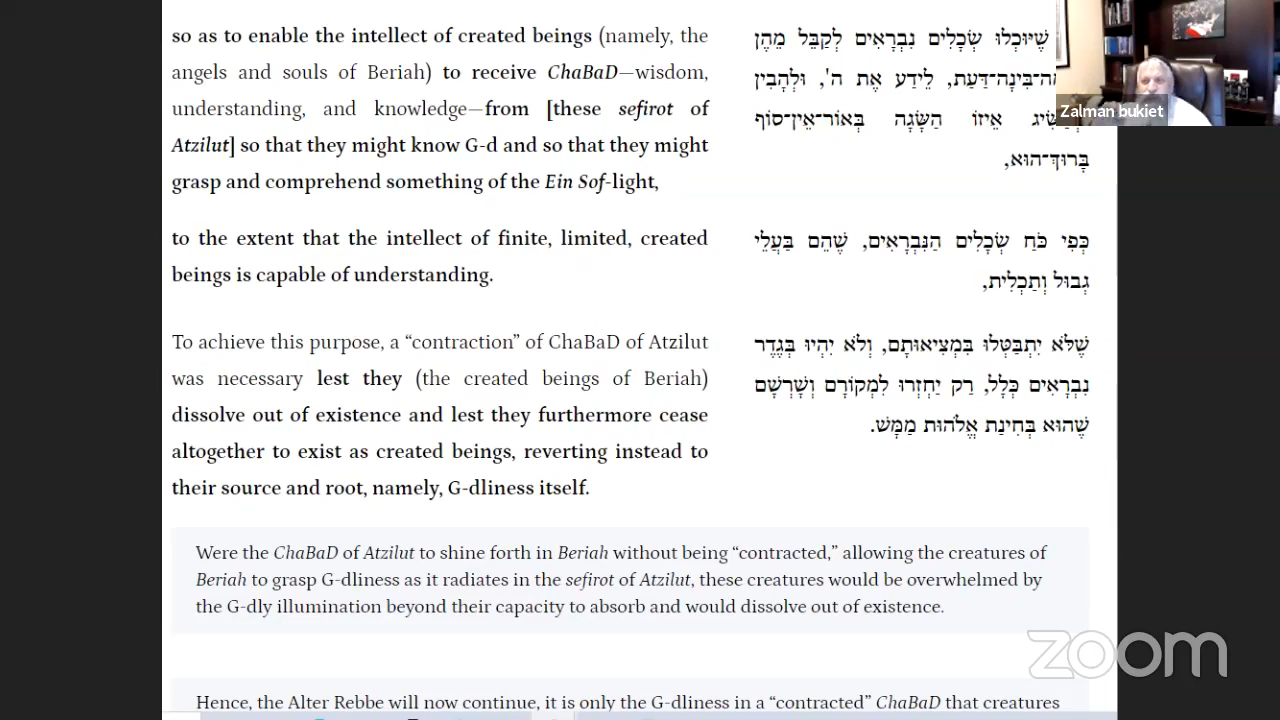 so as to enable the intellect of created beings (namely, the
angels and souls of Beriah) to receive ChaBaD—wisdom,
understanding, and knowledge—from [these sefirot of
Atzilut] so that they might know G-d and so that they might
grasp and comprehend something of the Ein Sof-light,
שֶׁיּוּכְלוּ שְׂכָלִים נִבְרָאִים לְקַבֵּל מֵהֶן
בִּינָה־דַּעַת, לֵידַע אֶת ה', וּלְהָבִין
אֵיזוֹ הַשָּׂגָה בְּאוֹר־אֵין־סוֹף
בָּרוּךְ־הוּא,
to the extent that the intellect of finite, limited, created
beings is capable of understanding.
כְּפִי כֹּחַ שְׂכָלִים הַנִּבְרָאִים, שֶׁהֵם בַּעֲלֵי
גְבוּל וְתַכְלִית,
To achieve this purpose, a “contraction” of ChaBaD of Atzilut
was necessary lest they (the created beings of Beriah)
dissolve out of existence and lest they furthermore cease
altogether to exist as created beings, reverting instead to
their source and root, namely, G-dliness itself.
שֶׁלֹּא יִתְבַּטְּלוּ בִּמְצִיאוּתָם, וְלֹא יִהְיוּ בְּגֶדֶר
נִבְרָאִים כְּלָל, רַק יַחְזְרוּ לִמְקוֹרָם וְשָׁרְשָׁם
שֶׁהוּא בְּחִינַת אֱלֹהוּת מַמָּשׁ.
Were the ChaBaD of Atzilut to shine forth in Beriah without being “contracted,” allowing the creatures of
Beriah to grasp G-dliness as it radiates in the sefirot of Atzilut, these creatures would be overwhelmed by
the G-dly illumination beyond their capacity to absorb and would dissolve out of existence.
Hence, the Alter Rebbe will now continue, it is only the G-dliness in a “contracted” ChaBaD that creatures
Zalman bukiet
zoom